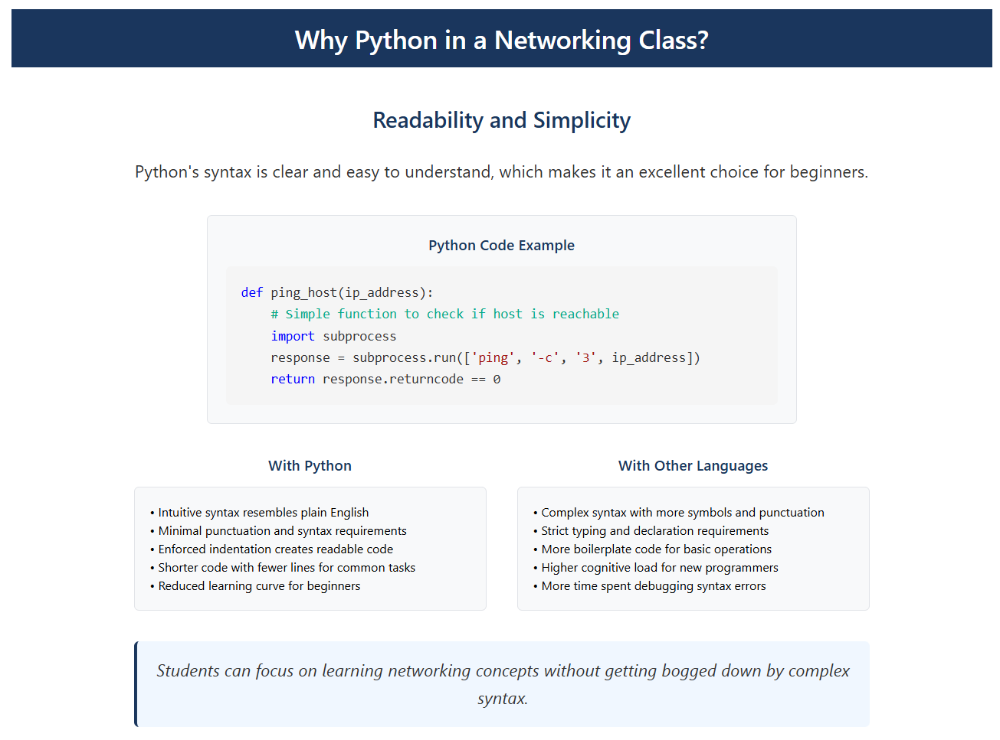 Why Python in a Networking Class?
Readability and Simplicity
Python's syntax is clear and easy to understand, which makes it an excellent choice for beginners.
Python Code Example
def ping_host(ip_address):
    # Simple function to check if host is reachable
    import subprocess
    response = subprocess.run(['ping', '-c', '3', ip_address])
    return response.returncode == 0
With Python
• Intuitive syntax resembles plain English
• Minimal punctuation and syntax requirements
• Enforced indentation creates readable code
• Shorter code with fewer lines for common tasks
• Reduced learning curve for beginners
With Other Languages
• Complex syntax with more symbols and punctuation
• Strict typing and declaration requirements
• More boilerplate code for basic operations
• Higher cognitive load for new programmers
• More time spent debugging syntax errors
Students can focus on learning networking concepts without getting bogged down by complex
syntax.